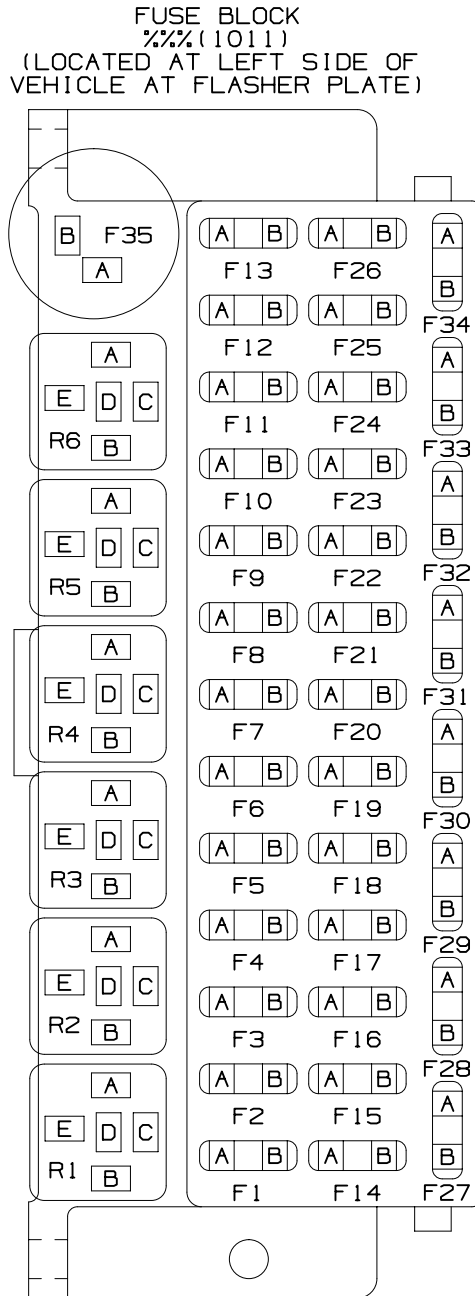 FUSE BLOCK
%%%(1011)
(LOCATED AT LEFT SIDE OF
VEHICLE AT FLASHER PLATE)
B F35
A
A
E D C
R6 B
A
E D C
R5 B
A
E D C
R4 B
A
E D C
R3 B
A
E D C
R2 B
A
E D C
R1 B
A B A B
F13 F26
A B A B
F12 F25
A B A B
F11 F24
A B A B
F10 F23
A B A B
F9 F22
A B A B
F8 F21
A B A B
F7 F20
A B A B
F6 F19
A B A B
F5 F18
A B A B
F4 F17
A B A B
F3 F16
A B A B
F2 F15
A B A B
F1 F14
A
B
F34
A
B
F33
A
B
F32
A
B
F31
A
B
F30
A
B
F29
A
B
F28
A
B
F27